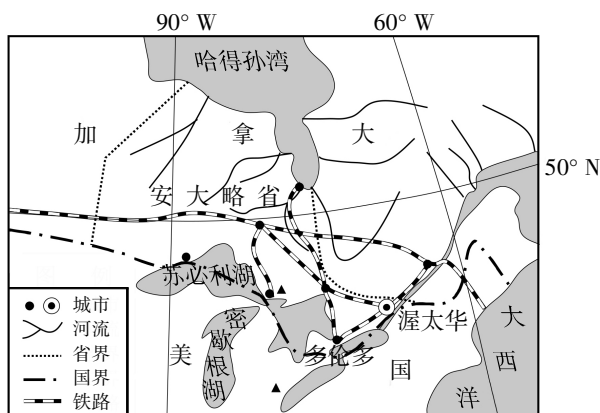 90° W
60° W
哈得孙湾
加 拿 大
50° N
安大略省
苏必利湖
密歇根湖
渥太华
多伦多
美 国
大西洋
城市
河流
省界
国界
铁路